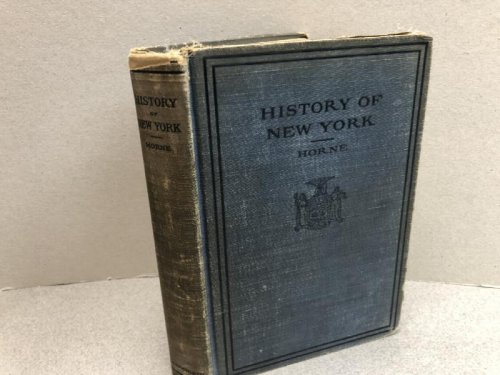 HISTORY
OF
NEW YORK
HORNE
HISTORY OF
NEW YORK
HORNE